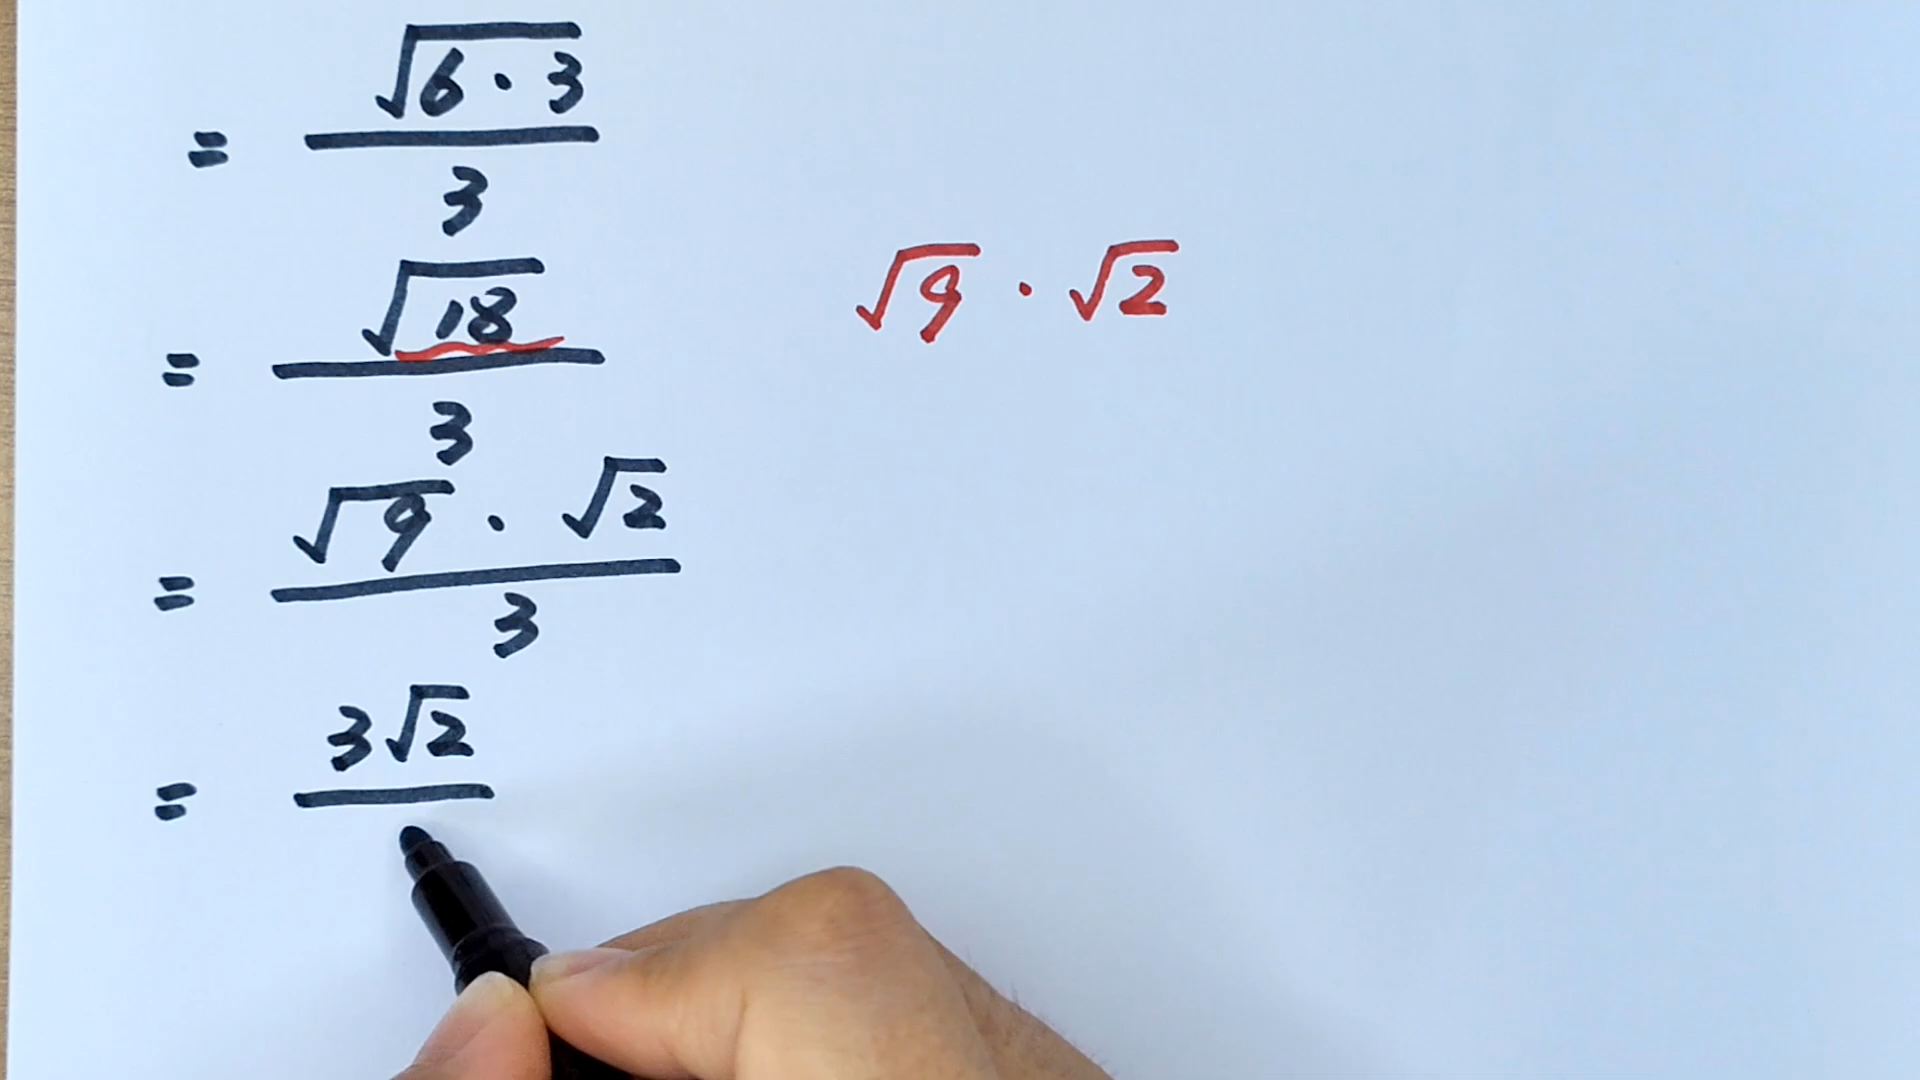 = √(6 · 3) / 3
= √18 / 3
√9 · √2
= √9 · √2 / 3
= 3√2 /